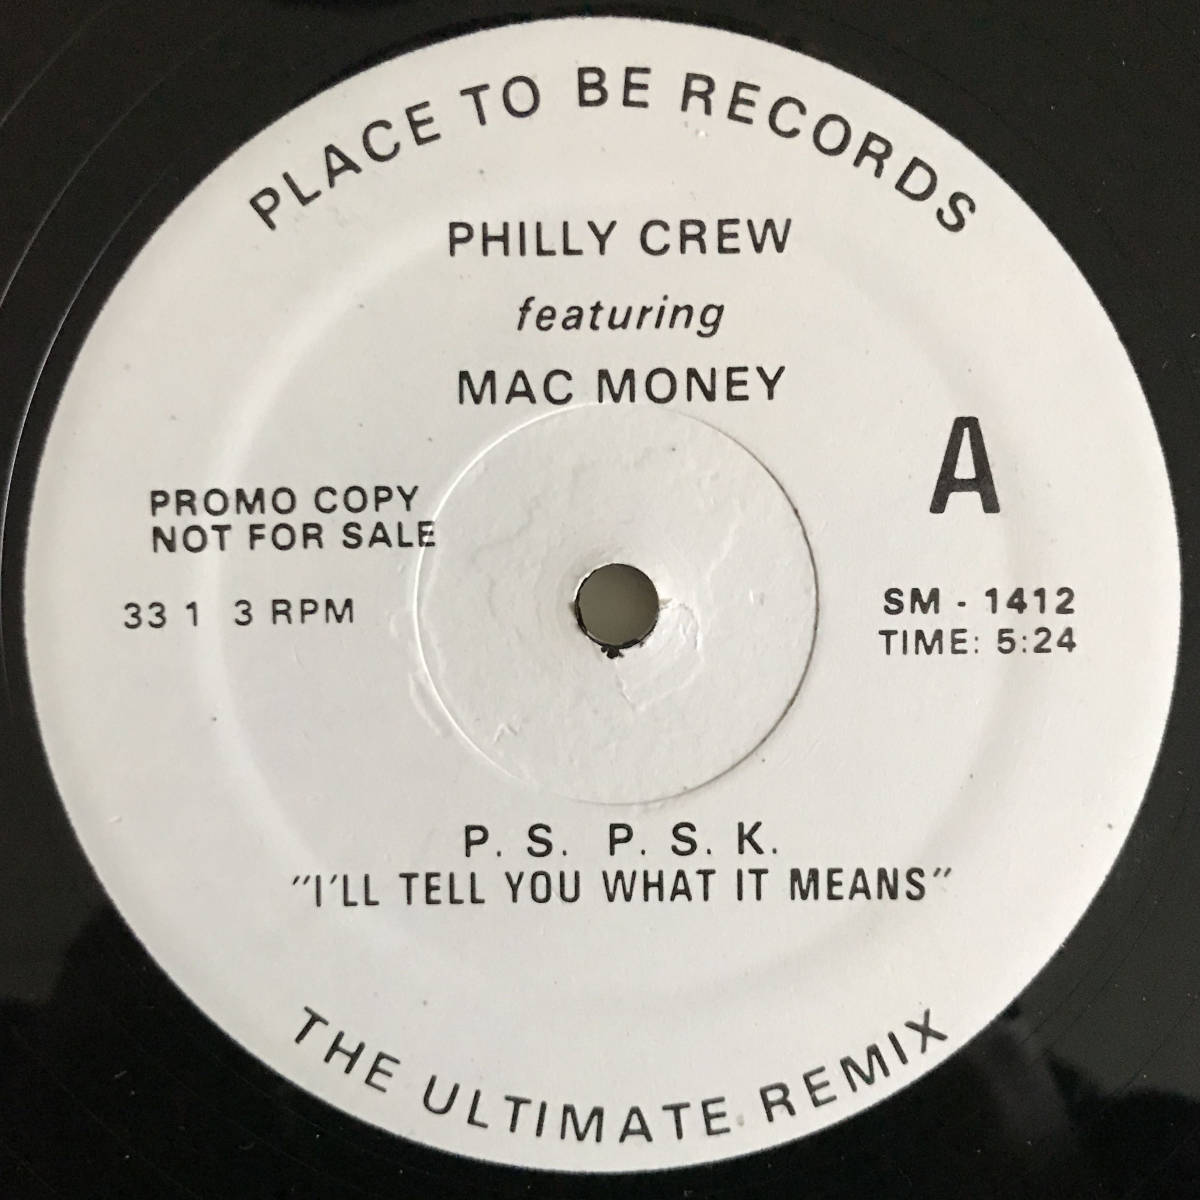 PLACE TO BE RECORDS
PHILLY CREW
featuring
MAC MONEY
A
PROMO COPY
NOT FOR SALE
33 1 3 RPM
SM - 1412
TIME: 5:24
P. S. P. S. K.
"I'LL TELL YOU WHAT IT MEANS"
THE ULTIMATE REMIX